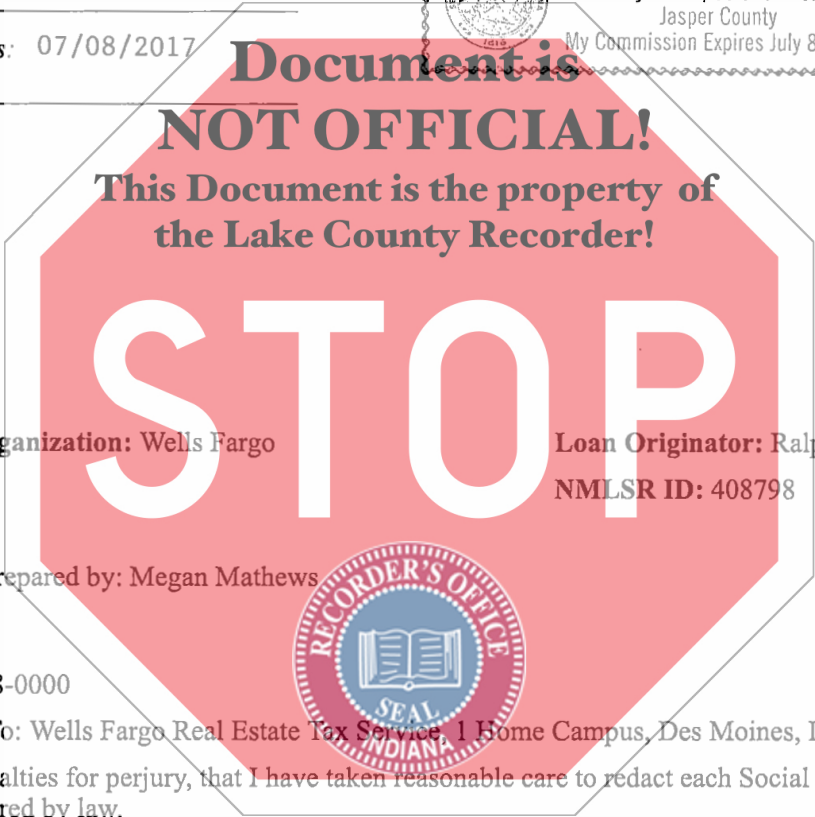 Jasper County
s: 07/08/2017
My Commission Expires July 8
Document is
NOT OFFICIAL!
This Document is the property of
the Lake County Recorder!
STOP
ganization: Wells Fargo
Loan Originator: Ralp
NMLSR ID: 408798
repared by: Megan Mathews
RECORDER'S OFFICE
SEAL
INDIANA
-0000
o: Wells Fargo Real Estate Tax Service, 1 Home Campus, Des Moines, I
alties for perjury, that I have taken reasonable care to redact each Social
red by law.